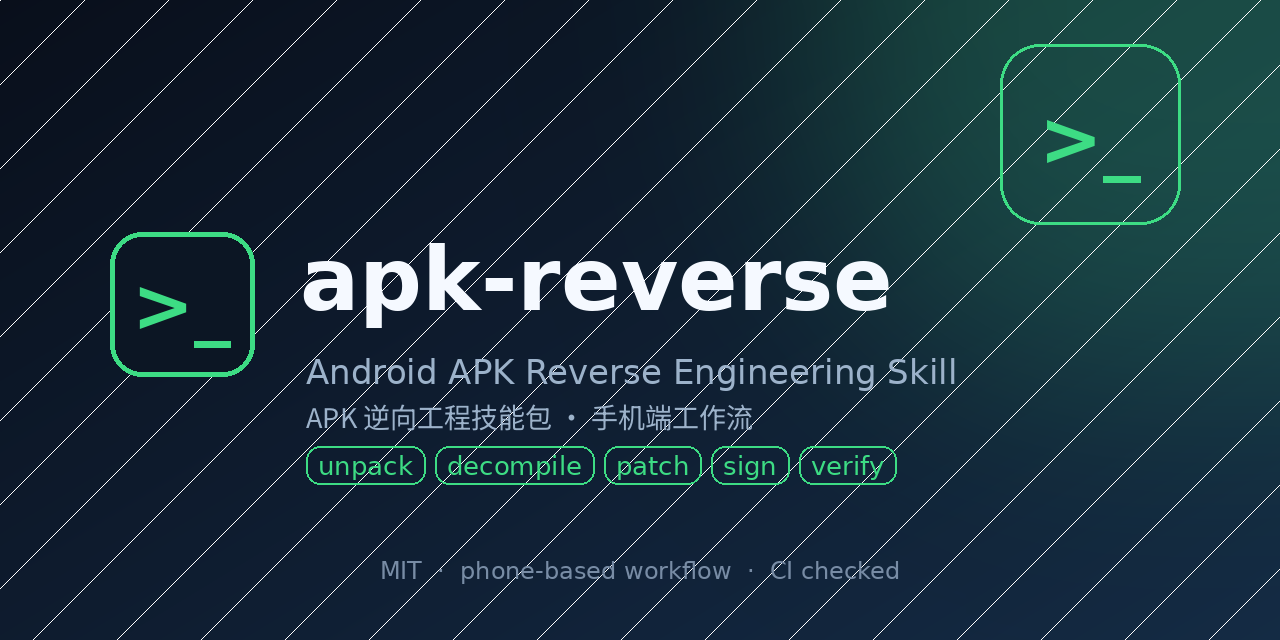 >_
>_
apk-reverse
Android APK Reverse Engineering Skill
APK 逆向工程技能包 • 手机端工作流
unpack decompile patch sign verify
MIT · phone-based workflow · CI checked